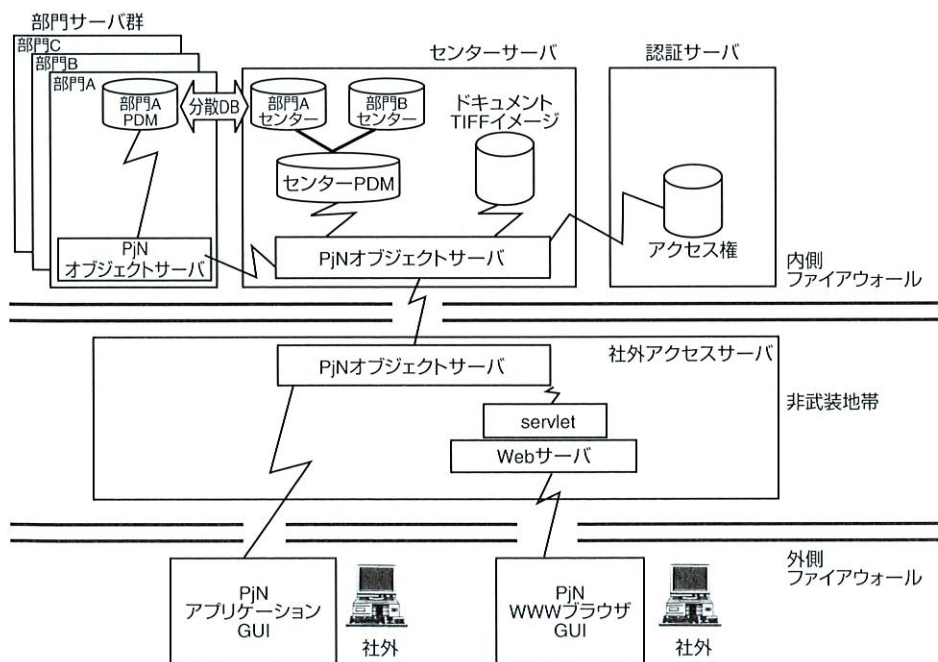 部門サーバ群
部門C
部門B
部門A
部門A
PDM
分散DB
センターサーバ
部門A
センター
部門B
センター
ドキュメント
TIFFイメージ
センターPDM
認証サーバ
アクセス権
PjN
オブジェクトサーバ
PjNオブジェクトサーバ
内側
ファイアウォール
社外アクセスサーバ
PjNオブジェクトサーバ
servlet
Webサーバ
非武装地帯
外側
ファイアウォール
PjN
アプリケーション
GUI
社外
PjN
WWWブラウザ
GUI
社外